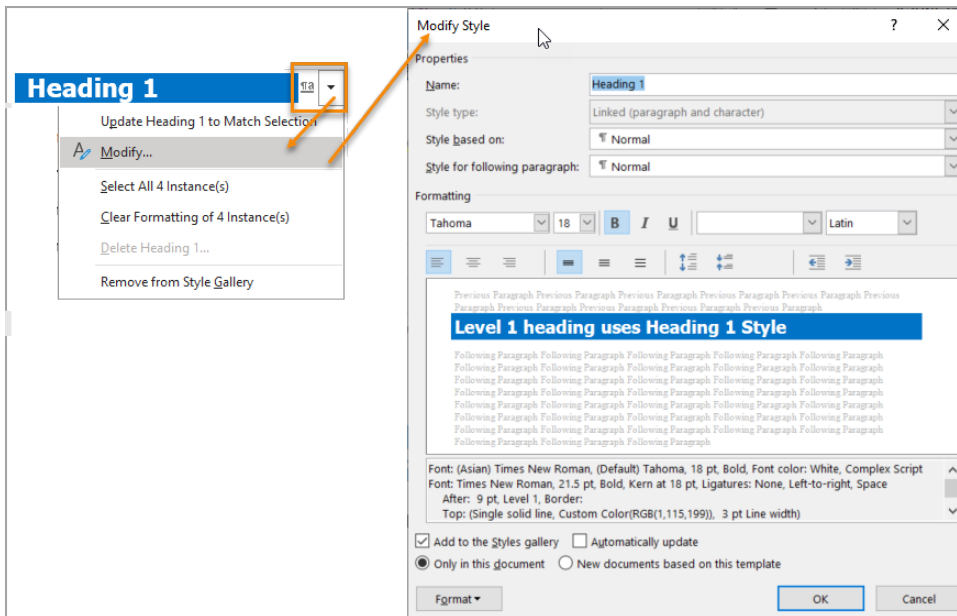 Heading 1
¶a
Update Heading 1 to Match Selection
Modify...
Select All 4 Instance(s)
Clear Formatting of 4 Instance(s)
Delete Heading 1...
Remove from Style Gallery
Modify Style
?
Properties
Name:
Heading 1
Style type:
Linked (paragraph and character)
Style based on:
¶ Normal
Style for following paragraph:
¶ Normal
Formatting
Tahoma 18 B I U Latin
Previous Paragraph Previous Paragraph Previous Paragraph Previous Paragraph Previous Paragraph Previous
Paragraph Previous Paragraph Previous Paragraph Previous Paragraph Previous Paragraph
Level 1 heading uses Heading 1 Style
Following Paragraph Following Paragraph Following Paragraph Following Paragraph Following Paragraph
Following Paragraph Following Paragraph Following Paragraph Following Paragraph Following Paragraph
Following Paragraph Following Paragraph Following Paragraph Following Paragraph Following Paragraph
Following Paragraph Following Paragraph Following Paragraph Following Paragraph Following Paragraph
Following Paragraph Following Paragraph Following Paragraph Following Paragraph Following Paragraph
Following Paragraph Following Paragraph Following Paragraph Following Paragraph Following Paragraph
Following Paragraph Following Paragraph Following Paragraph Following Paragraph Following Paragraph
Following Paragraph Following Paragraph Following Paragraph
Font: (Asian) Times New Roman, (Default) Tahoma, 18 pt, Bold, Font color: White, Complex Script
Font: Times New Roman, 21.5 pt, Bold, Kern at 18 pt, Ligatures: None, Left-to-right, Space
After: 9 pt, Level 1, Border:
Top: (Single solid line, Custom Color(RGB(1,115,199)), 3 pt Line width)
Add to the Styles gallery
Automatically update
Only in this document
New documents based on this template
Format
OK
Cancel